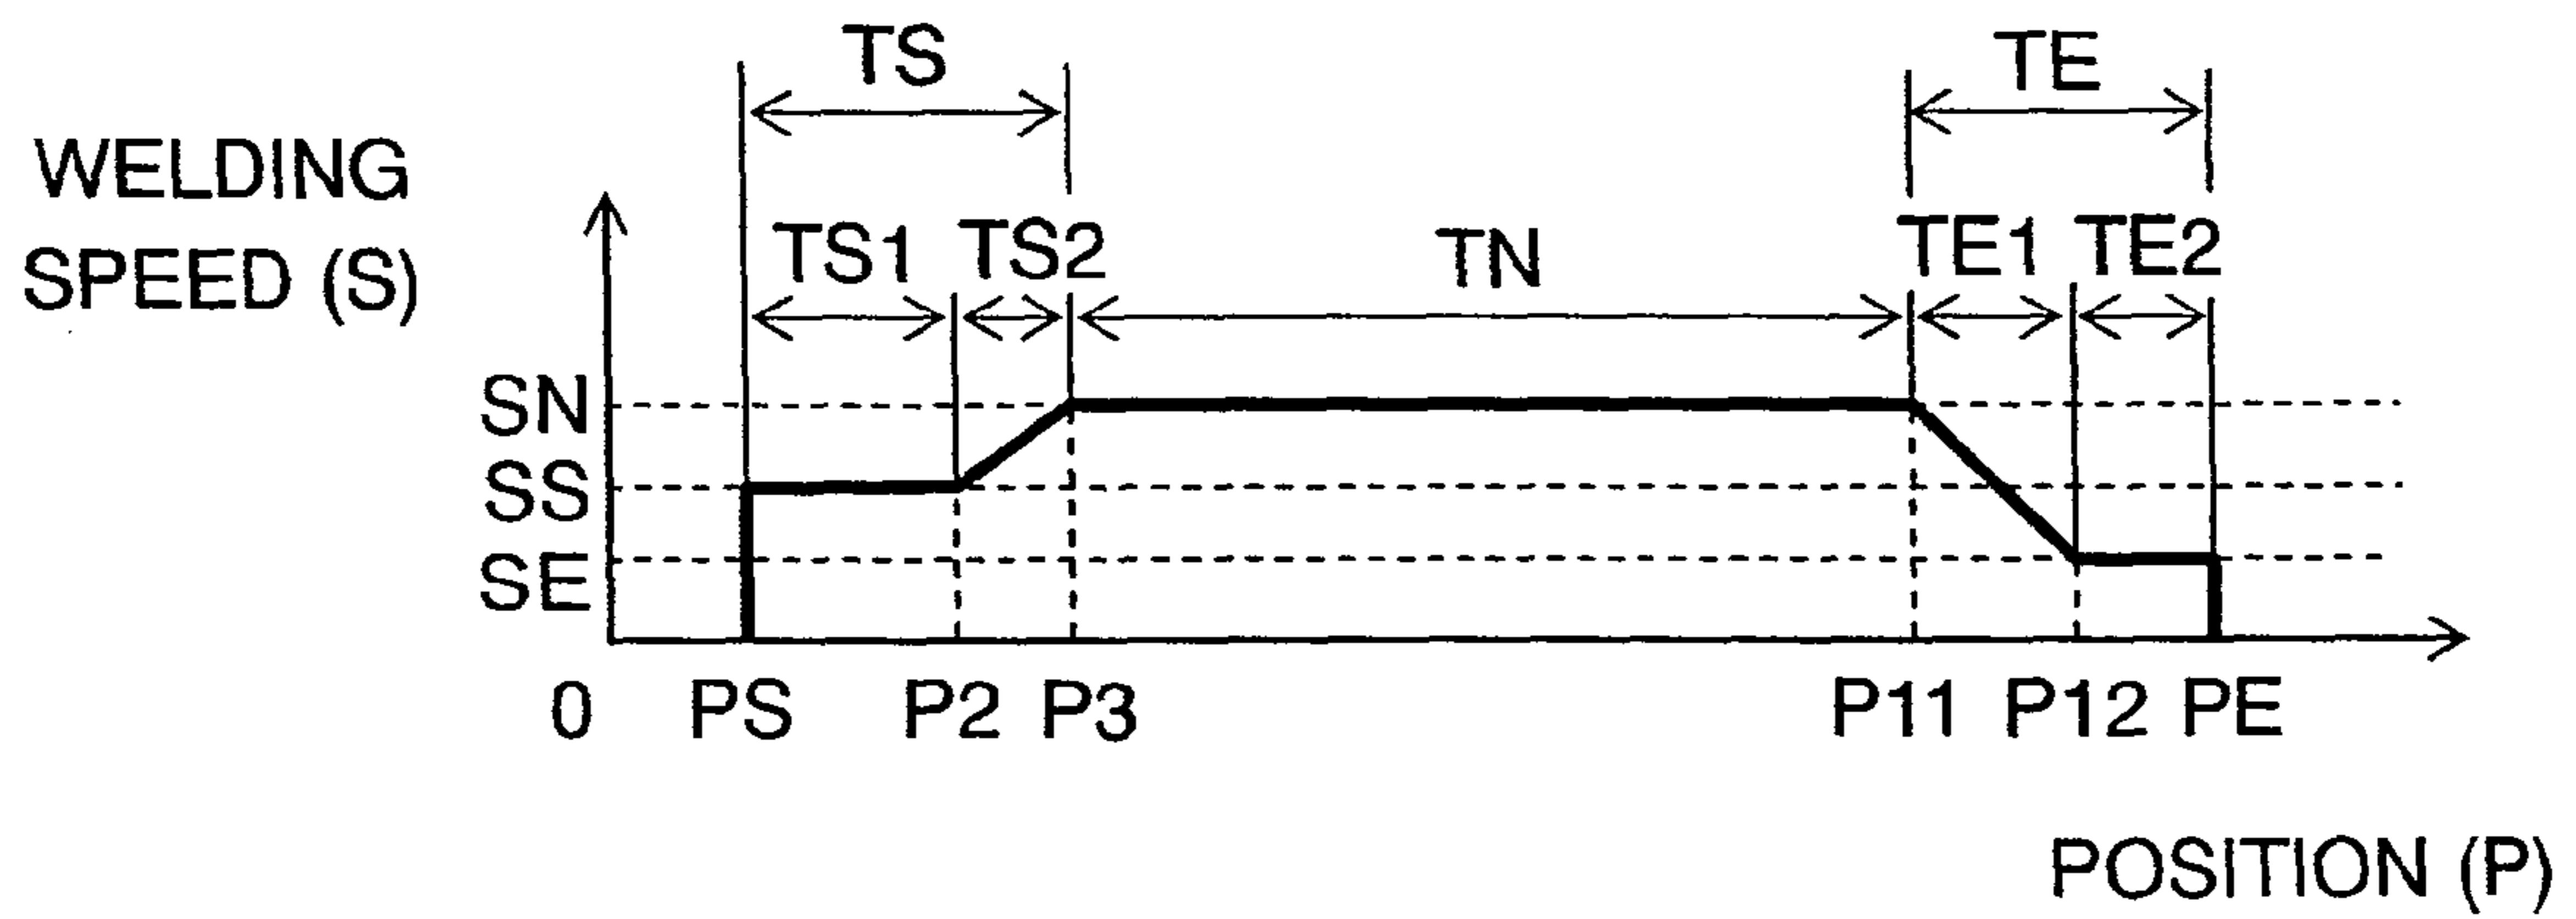 TS
TE
WELDING
SPEED (S)
TS1 TS2 TN TE1 TE2
SN
SS
SE
0 PS P2 P3 P11 P12 PE
POSITION (P)